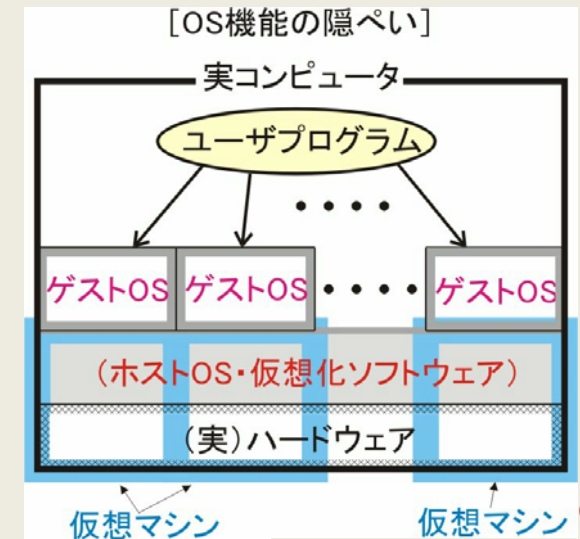 [OS機能の隠ぺい]
実コンピュータ
ユーザプログラム
・・・・
ゲストOS ゲストOS ・・・・ ゲストOS
(ホストOS・仮想化ソフトウェア)
(実)ハードウェア
仮想マシン 仮想マシン